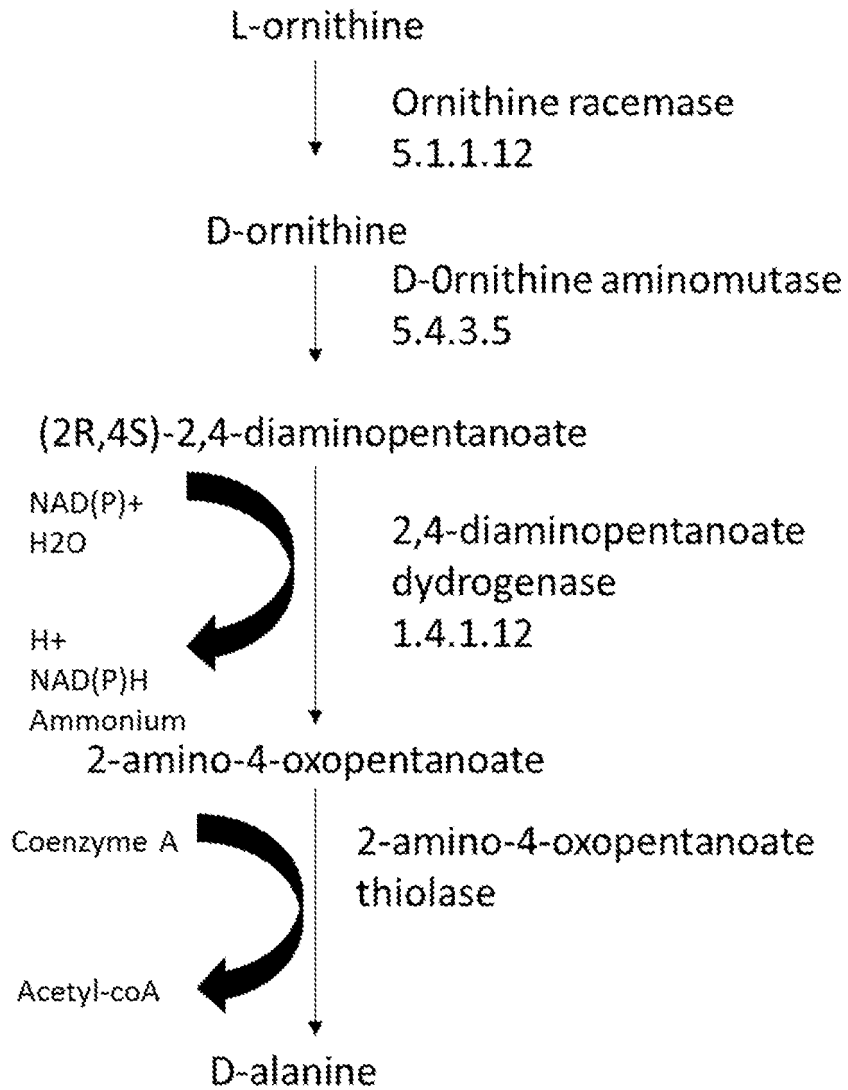 L-ornithine
Ornithine racemase
5.1.1.12
D-ornithine
D-0rnithine aminomutase
5.4.3.5
(2R,4S)-2,4-diaminopentanoate
NAD(P)+
H2O
2,4-diaminopentanoate
dydrogenase
1.4.1.12
H+
NAD(P)H
Ammonium
2-amino-4-oxopentanoate
Coenzyme A
2-amino-4-oxopentanoate
thiolase
Acetyl-coA
D-alanine